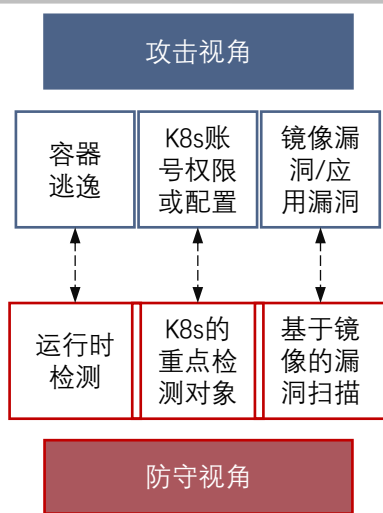 攻击视角
容器
逃逸
K8s账
号权限
或配置
镜像漏
洞/应
用漏洞
运行时
检测
K8s的
重点检
测对象
基于镜
像的漏
洞扫描
防守视角